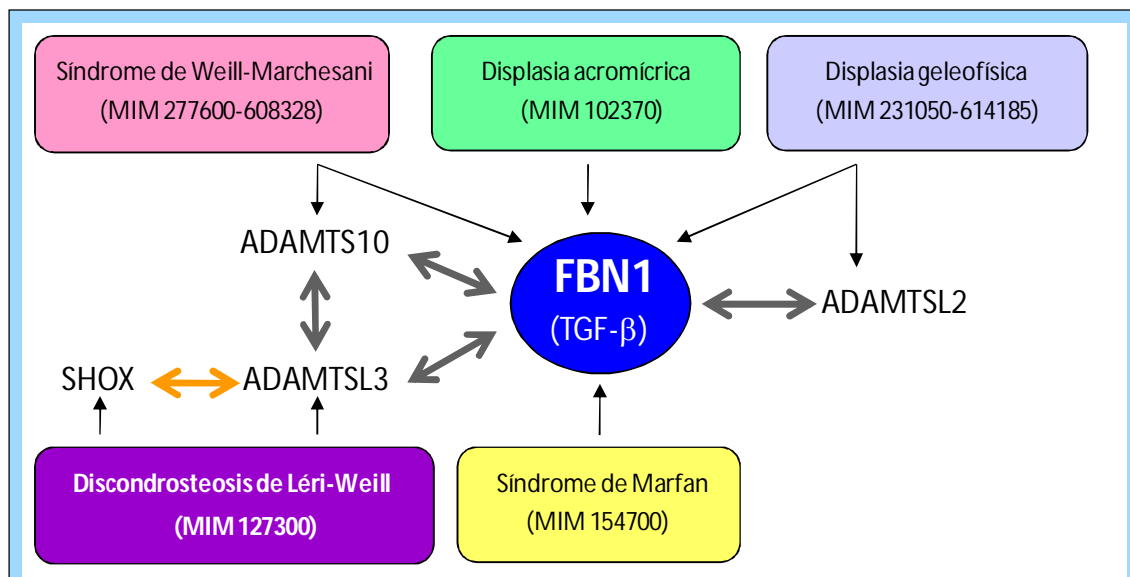 Síndrome de Weill-Marchesani
(MIM 277600-608328)
Displasia acromícrica
(MIM 102370)
Displasia geleofísica
(MIM 231050-614185)
ADAMTS10
FBN1
(TGF-β)
ADAMTSL2
SHOX
ADAMTSL3
Discondrosteosis de Léri-Weill
(MIM 127300)
Síndrome de Marfan
(MIM 154700)